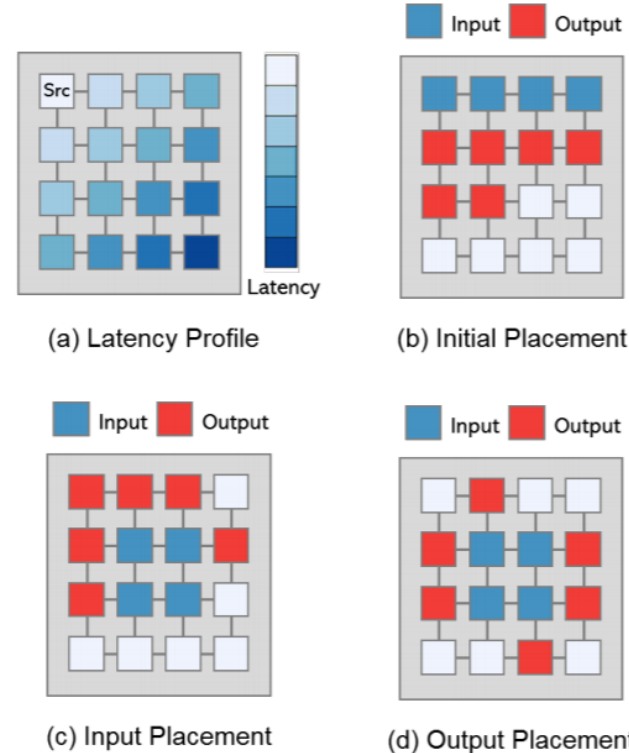 Input Output
Src
Latency
(a) Latency Profile
(b) Initial Placement
Input Output
Input Output
(c) Input Placement
(d) Output Placement